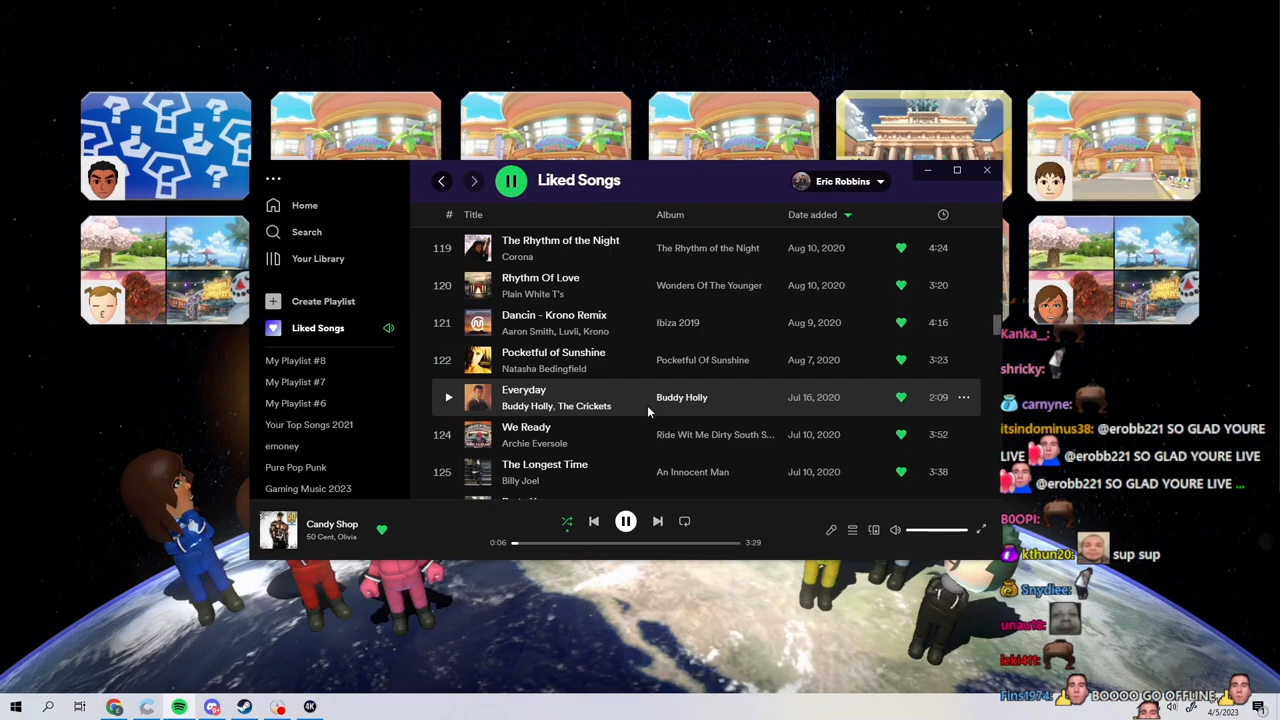 Liked Songs
Eric Robbins
Home
Search
Your Library
Create Playlist
Liked Songs
My Playlist #8
My Playlist #7
My Playlist #6
Your Top Songs 2021
emoney
Pure Pop Punk
Gaming Music 2023
# Title Album Date added
119 The Rhythm of the Night The Rhythm of the Night Aug 10, 2020 4:24
Corona
120 Rhythm Of Love Wonders Of The Younger Aug 10, 2020 3:20
Plain White T's
121 Dancin - Krono Remix Ibiza 2019 Aug 9, 2020 4:16
Aaron Smith, Luvli, Krono
122 Pocketful of Sunshine Pocketful Of Sunshine Aug 7, 2020 3:23
Natasha Bedingfield
Everyday Buddy Holly Jul 16, 2020 2:09
Buddy Holly, The Crickets
124 We Ready Ride Wit Me Dirty South S... Jul 10, 2020 3:52
Archie Eversole
125 The Longest Time An Innocent Man Jul 10, 2020 3:38
Billy Joel
Candy Shop
50 Cent, Olivia
0:06 3:29
Kanka__:
shricky:
carnyne:
itsindominus38: @erobb221 SO GLAD YOURE
LIVE @erobb221 SO GLAD YOURE LIVE
@erobb221 SO GLAD YOURE LIVE ...
B0OPI:
kthun20: sup sup
Snydiee:
unau18:
leki411:
Fins1974: BOOOO GO OFFLINE
4/5/2023